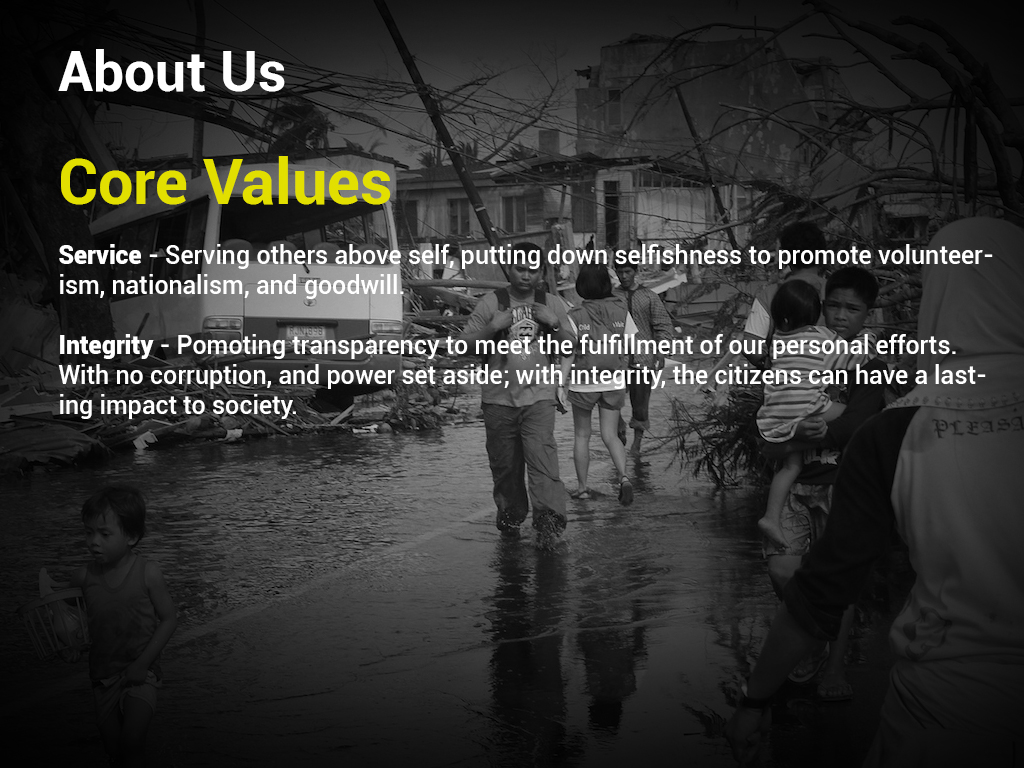 About Us
Core Values
Service - Serving others above self, putting down selfishness to promote volunteer-
ism, nationalism, and goodwill.
Integrity - Pomoting transparency to meet the fulfillment of our personal efforts.
With no corruption, and power set aside; with integrity, the citizens can have a last-
ing impact to society.
PLEASA